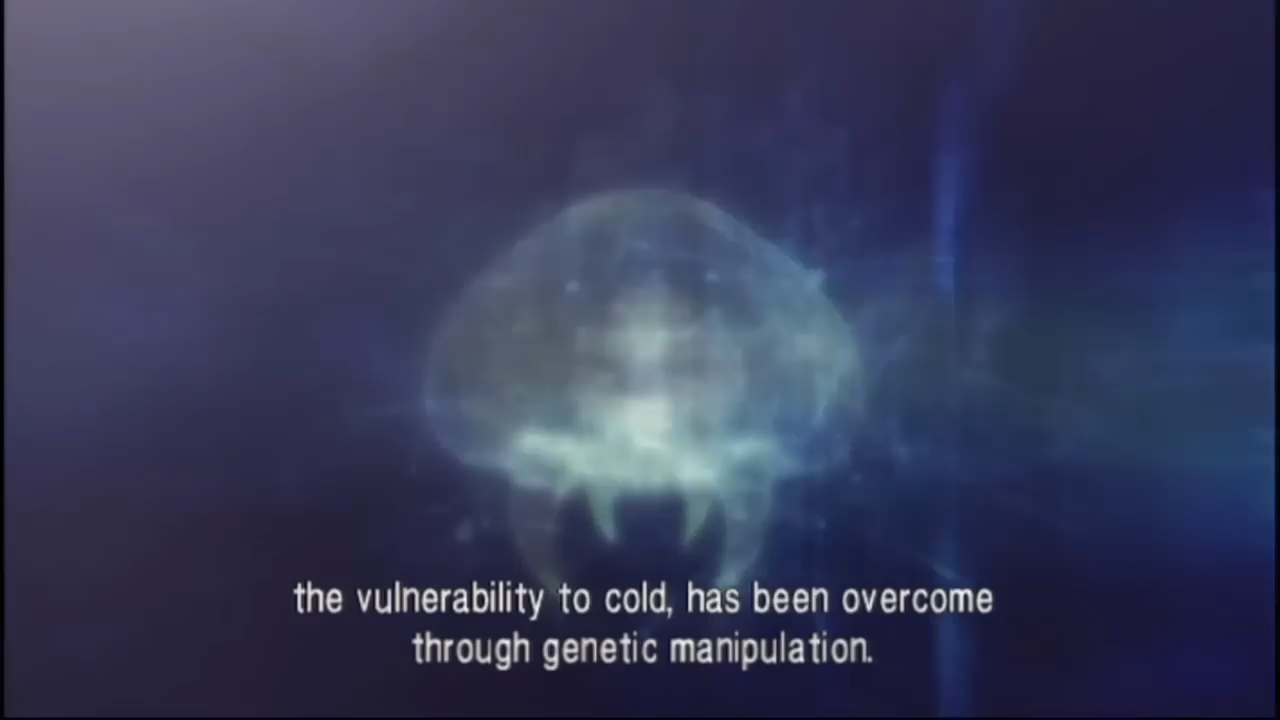 the vulnerability to cold, has been overcome
through genetic manipulation.